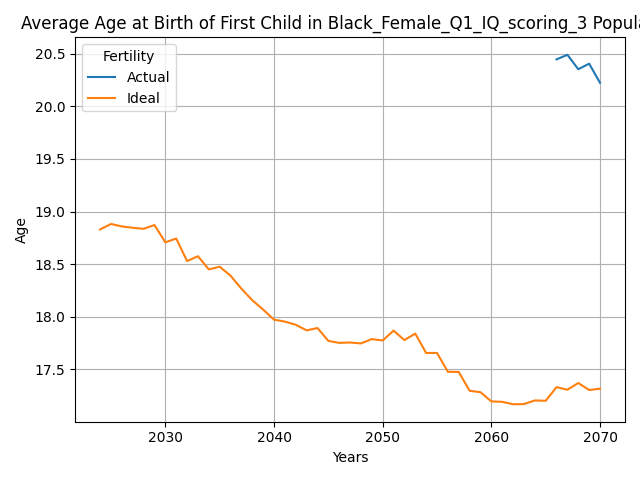 Average Age at Birth of First Child in Black_Female_Q1_IQ_scoring_3 Popula
Fertility
Actual
Ideal
20.5
20.0
19.5
19.0
18.5
18.0
17.5
Age
2030 2040 2050 2060 2070
Years